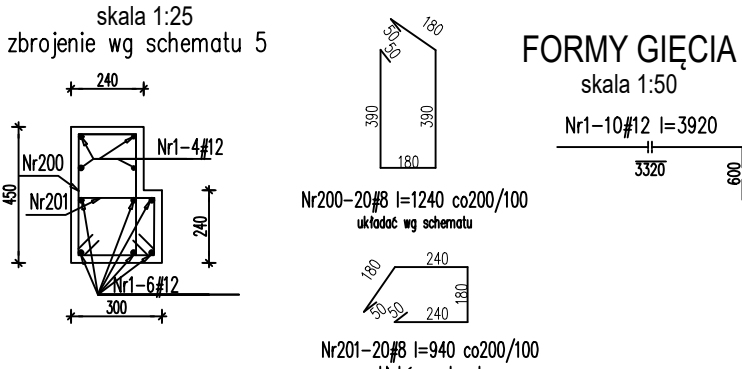 skala 1:25
zbrojenie wg schematu 5
240
450
Nr200
Nr201
Nr1-4#12
240
Nr1-6#12
300
50
180
50
390
390
180
Nr200-20#8 l=1240 co200/100
układać wg schematu
180
240
50
50
180
240
Nr201-20#8 l=940 co200/100
FORMY GIĘCIA
skala 1:50
Nr1-10#12 l=3920
3320
600